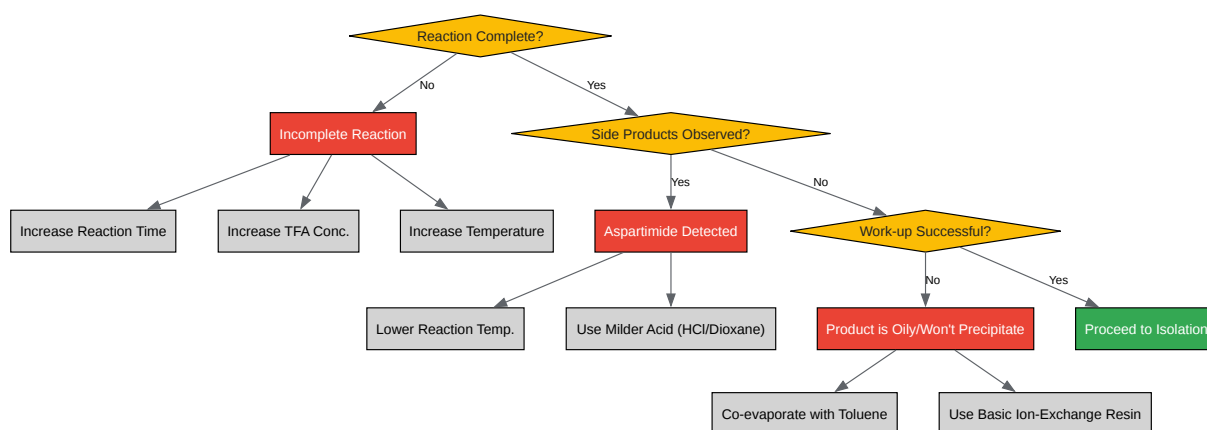 Reaction Complete?
No
Yes
Incomplete Reaction
Side Products Observed?
Yes
No
Increase Reaction Time
Increase TFA Conc.
Increase Temperature
Aspartimide Detected
Work-up Successful?
No
Yes
Lower Reaction Temp.
Use Milder Acid (HCl/Dioxane)
Product is Oily/Won't Precipitate
Proceed to Isolation
Co-evaporate with Toluene
Use Basic Ion-Exchange Resin